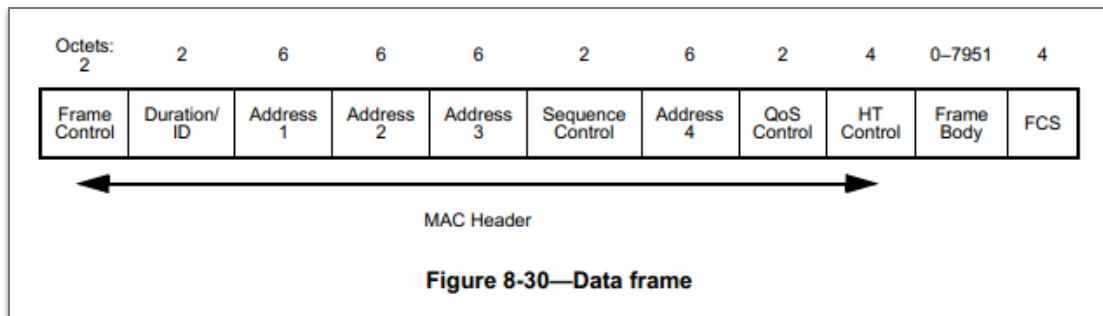 Octets:
2 2 6 6 6 2 6 2 4 0–7951 4
Frame Duration/ Address Address Address Sequence Address QoS HT Frame FCS
Control ID 1 2 3 Control 4 Control Control Body
MAC Header
Figure 8-30—Data frame